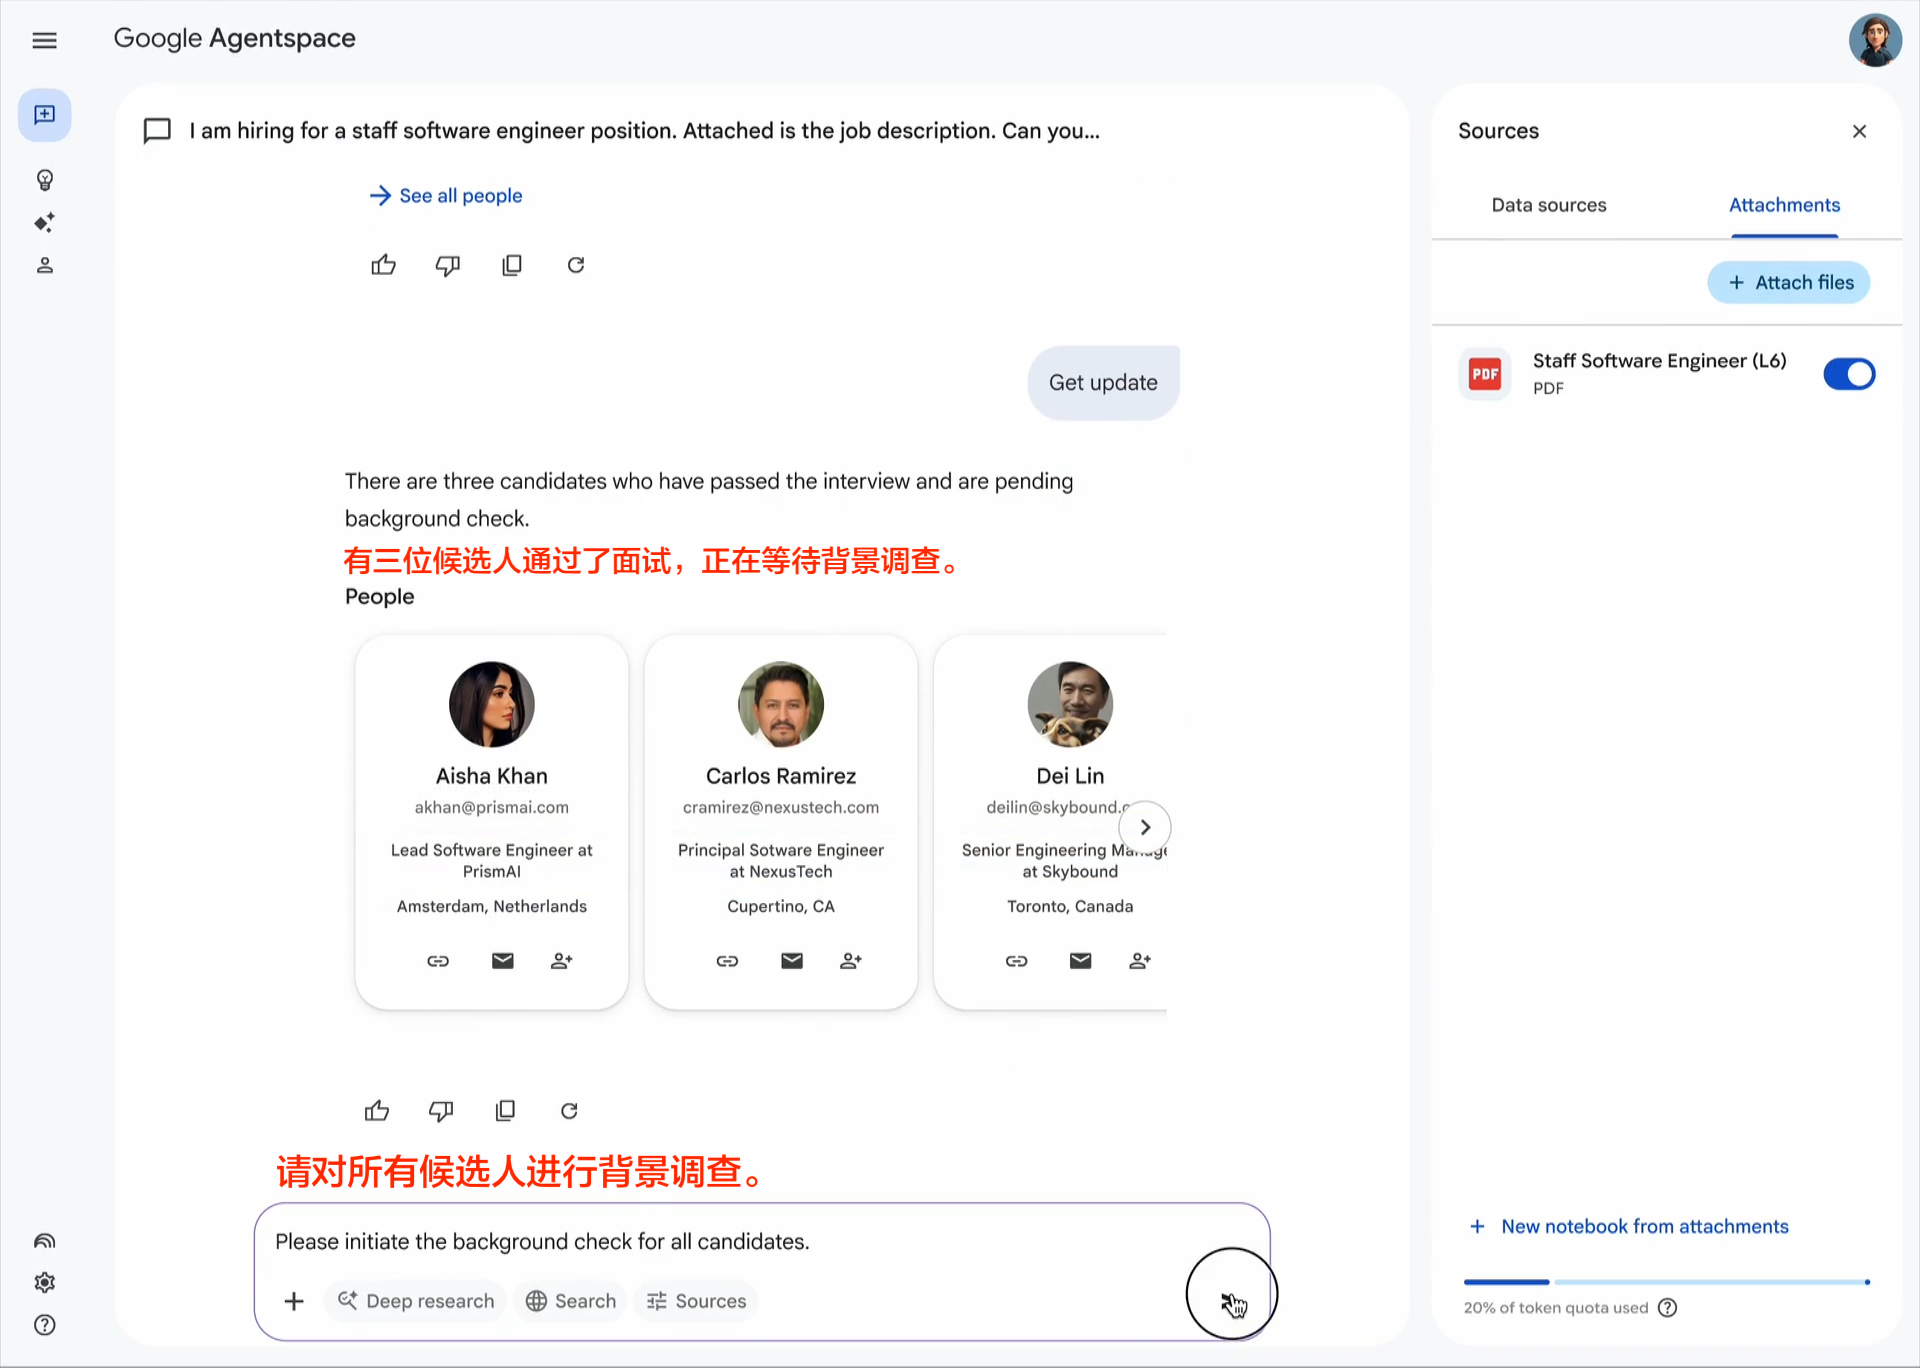 Google Agentspace
I am hiring for a staff software engineer position. Attached is the job description. Can you...
See all people
Get update
There are three candidates who have passed the interview and are pending
background check.
有三位候选人通过了面试，正在等待背景调查。
People
Aisha Khan
akhan@prismai.com
Lead Software Engineer at
PrismAI
Amsterdam, Netherlands
Carlos Ramirez
cramirez@nexustech.com
Principal Sotware Engineer
at NexusTech
Cupertino, CA
Dei Lin
deilin@skybound.
Senior Engineering
at Skybound
Toronto, Canada
请对所有候选人进行背景调查。
Please initiate the background check for all candidates.
Deep research
Search
Sources
Sources
Data sources
Attachments
+ Attach files
PDF
Staff Software Engineer (L6)
PDF
+ New notebook from attachments
20% of token quota used